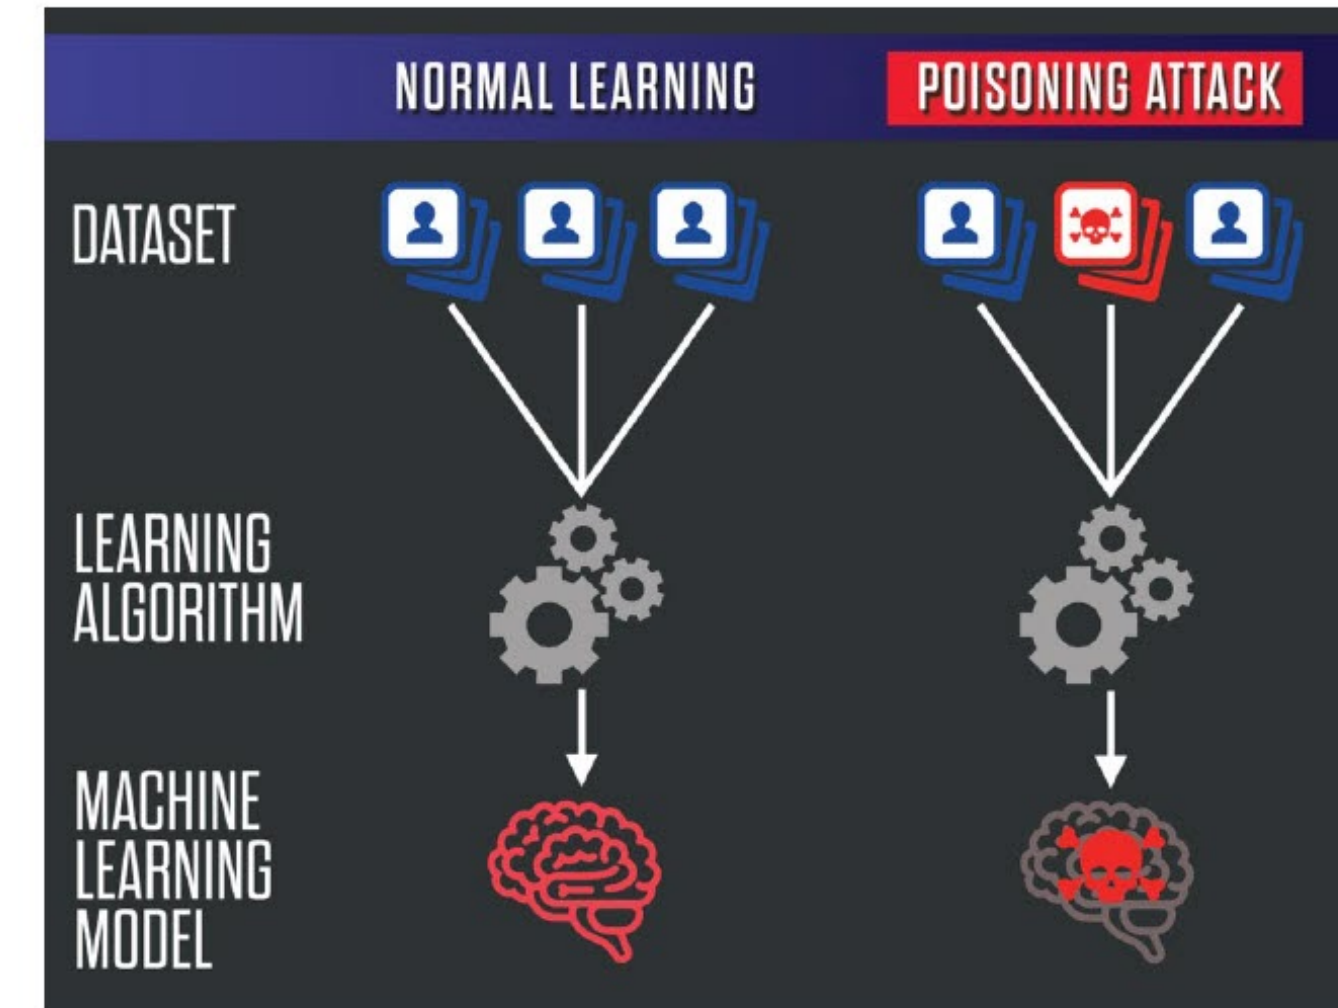 NORMAL LEARNING
POISONING ATTACK
DATASET
LEARNING
ALGORITHM
MACHINE
LEARNING
MODEL